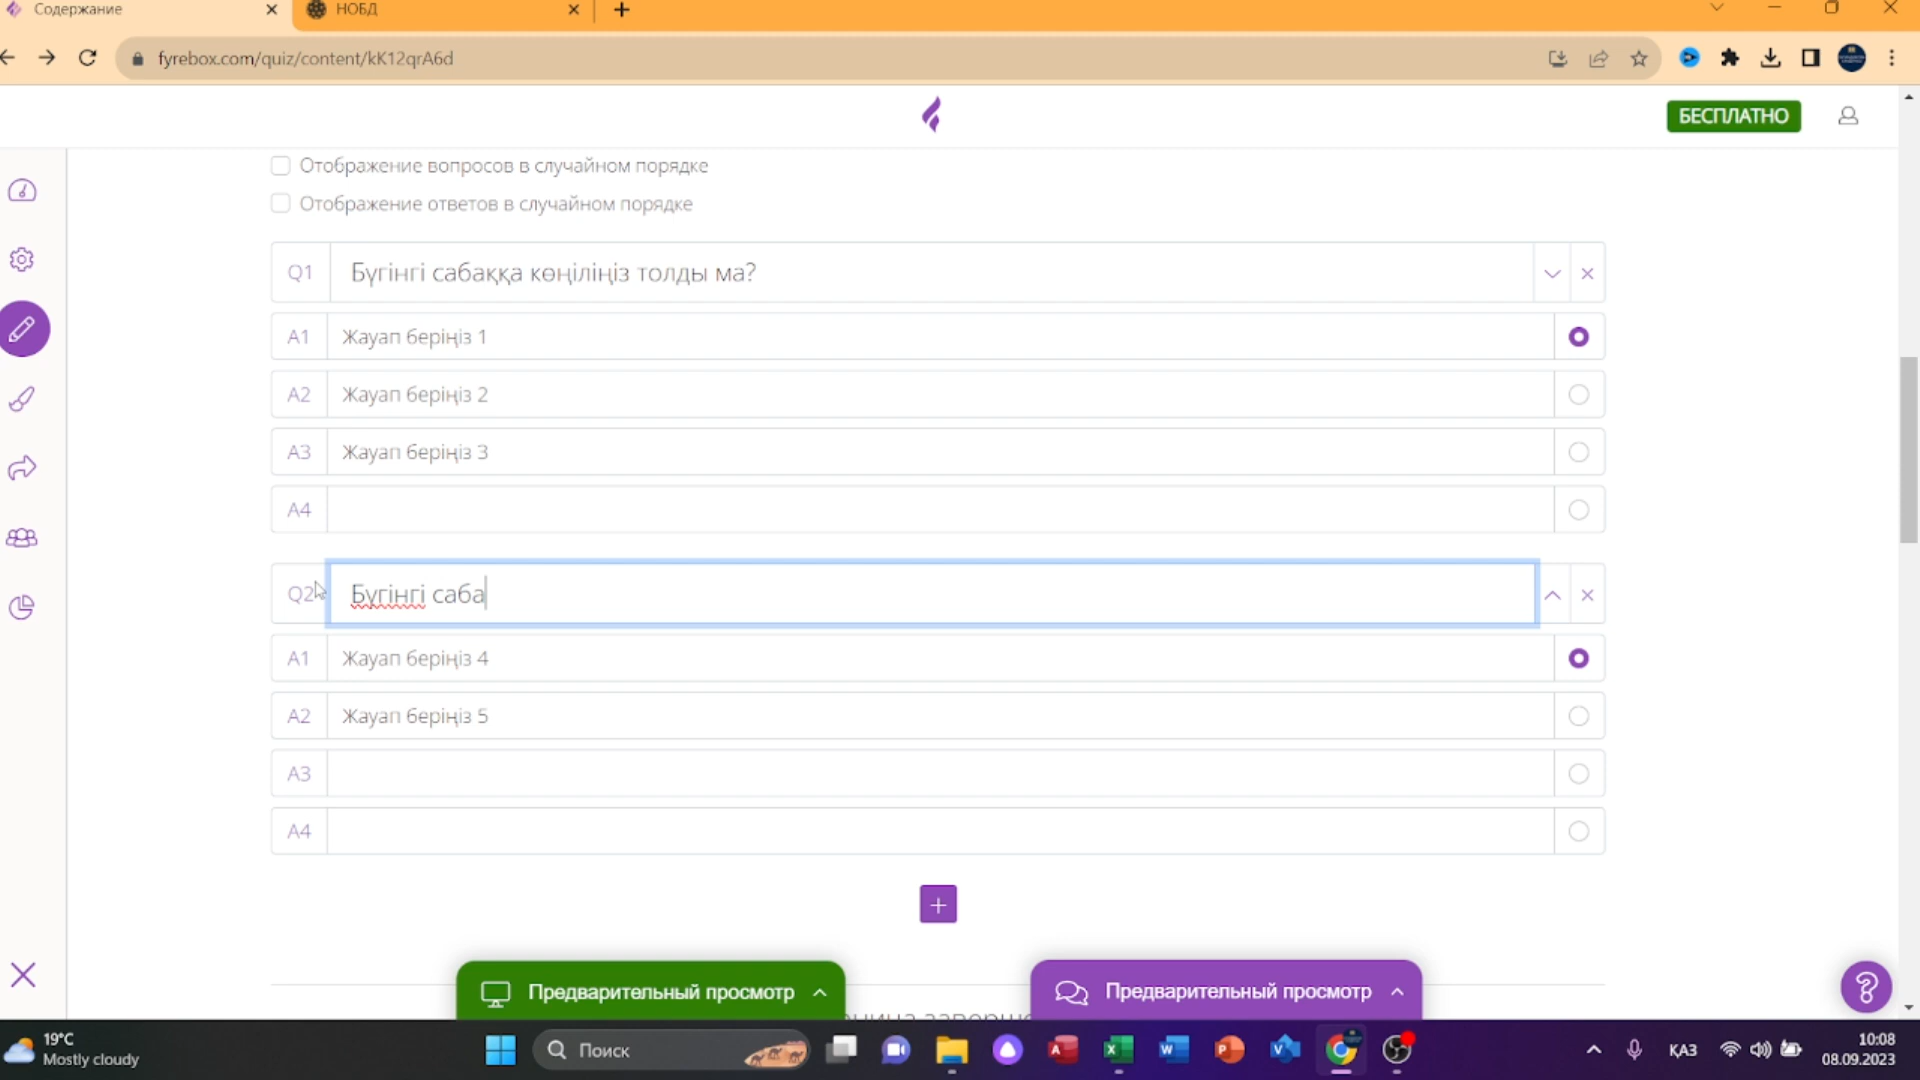 Содержание
НОБД
fyrebox.com/quiz/content/kK12qrA6d
БЕСПЛАТНО
Отображение вопросов в случайном порядке
Отображение ответов в случайном порядке
Q1 Бүгінгі сабаққа көңіліңіз толды ма?
A1 Жауап беріңіз 1
A2 Жауап беріңіз 2
A3 Жауап беріңіз 3
A4
Q2 Бүгінгі саба
A1 Жауап беріңіз 4
A2 Жауап беріңіз 5
A3
A4
Предварительный просмотр
Предварительный просмотр
19°C
Mostly cloudy
Поиск
ҚАЗ
10:08
08.09.2023